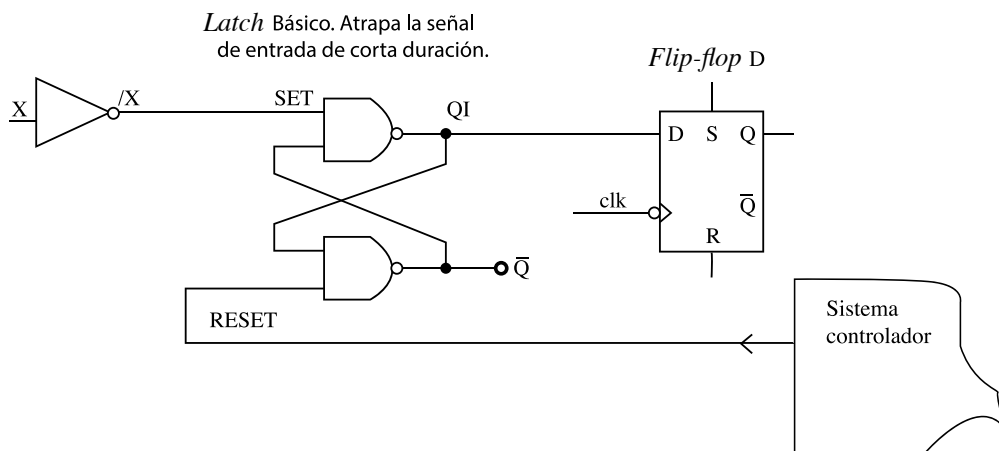 Latch Básico. Atrapa la señal
de entrada de corta duración.
Flip-flop D
X
/X
SET
QI
D S Q
clk
Q̅
R
Q̅
RESET
Sistema
controlador